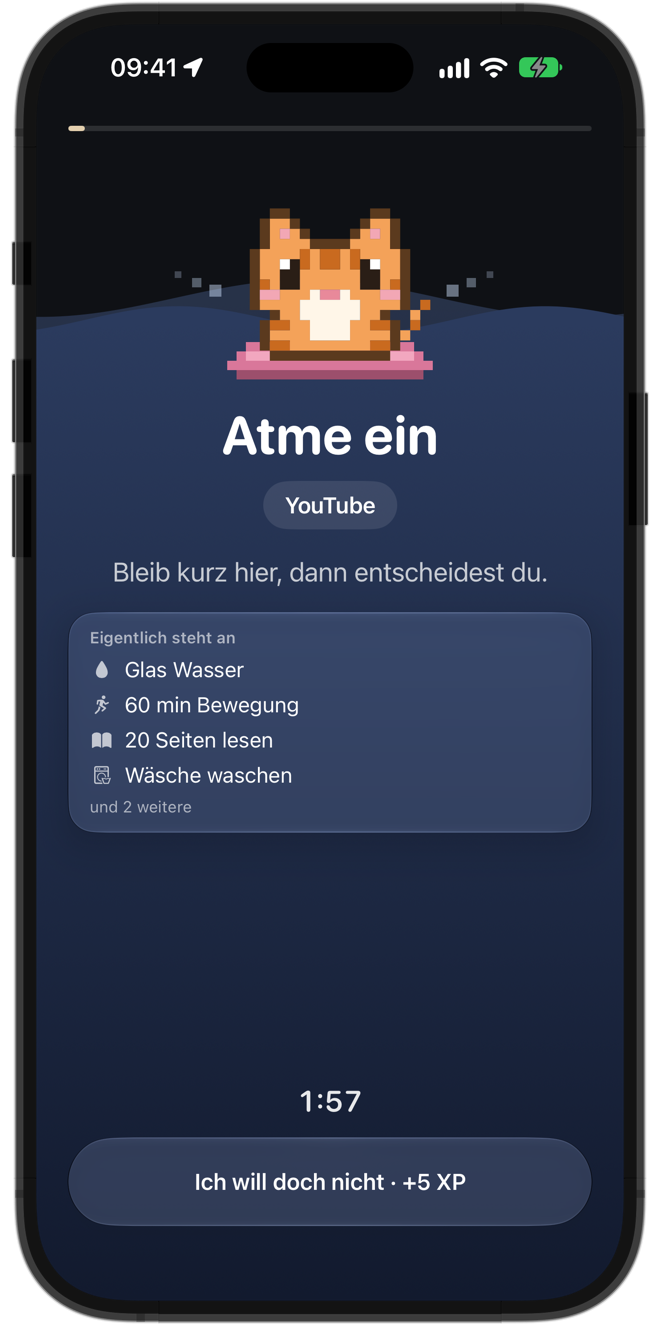 09:41
Atme ein
YouTube
Bleib kurz hier, dann entscheidest du.
Eigentlich steht an
Glas Wasser
60 min Bewegung
20 Seiten lesen
Wäsche waschen
und 2 weitere
1:57
Ich will doch nicht · +5 XP